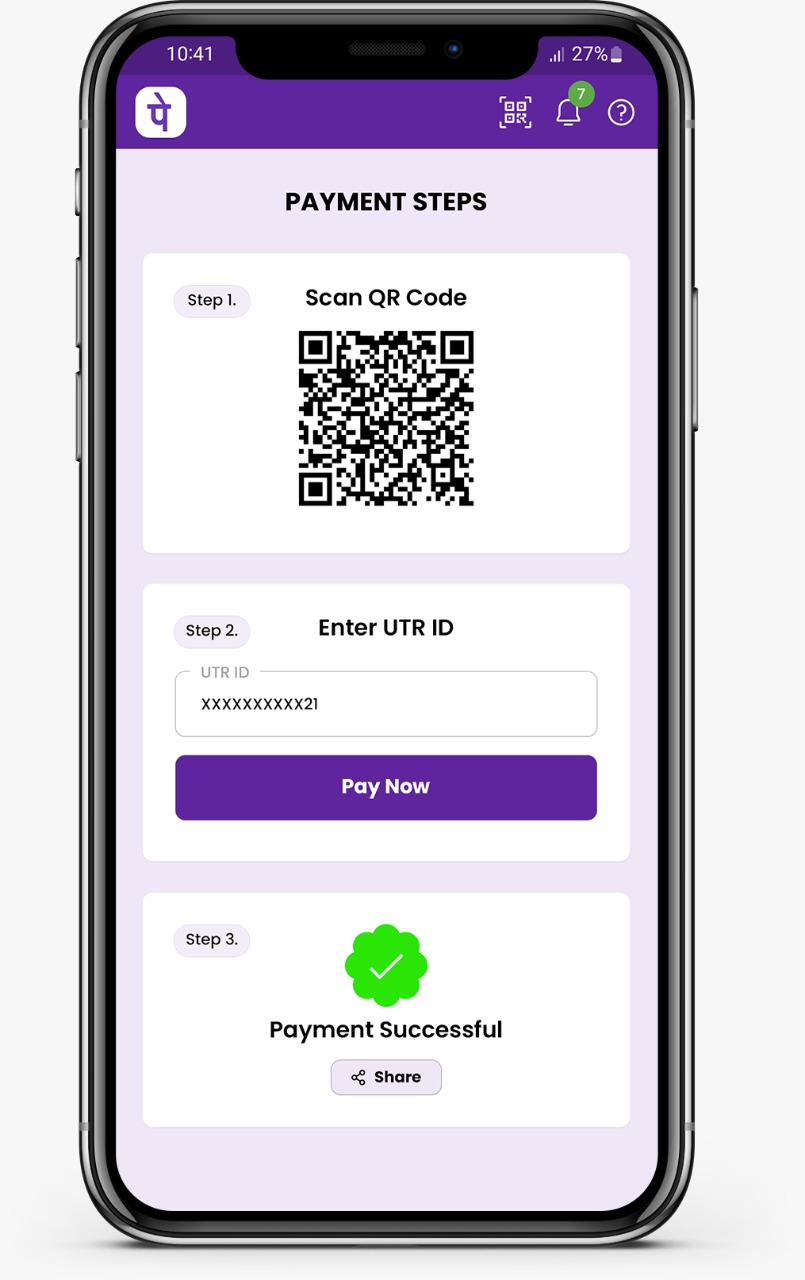 10:41
27%
पे
7
?
PAYMENT STEPS
Step 1.
Scan QR Code
Step 2.
Enter UTR ID
UTR ID
XXXXXXXXXX21
Pay Now
Step 3.
Payment Successful
Share